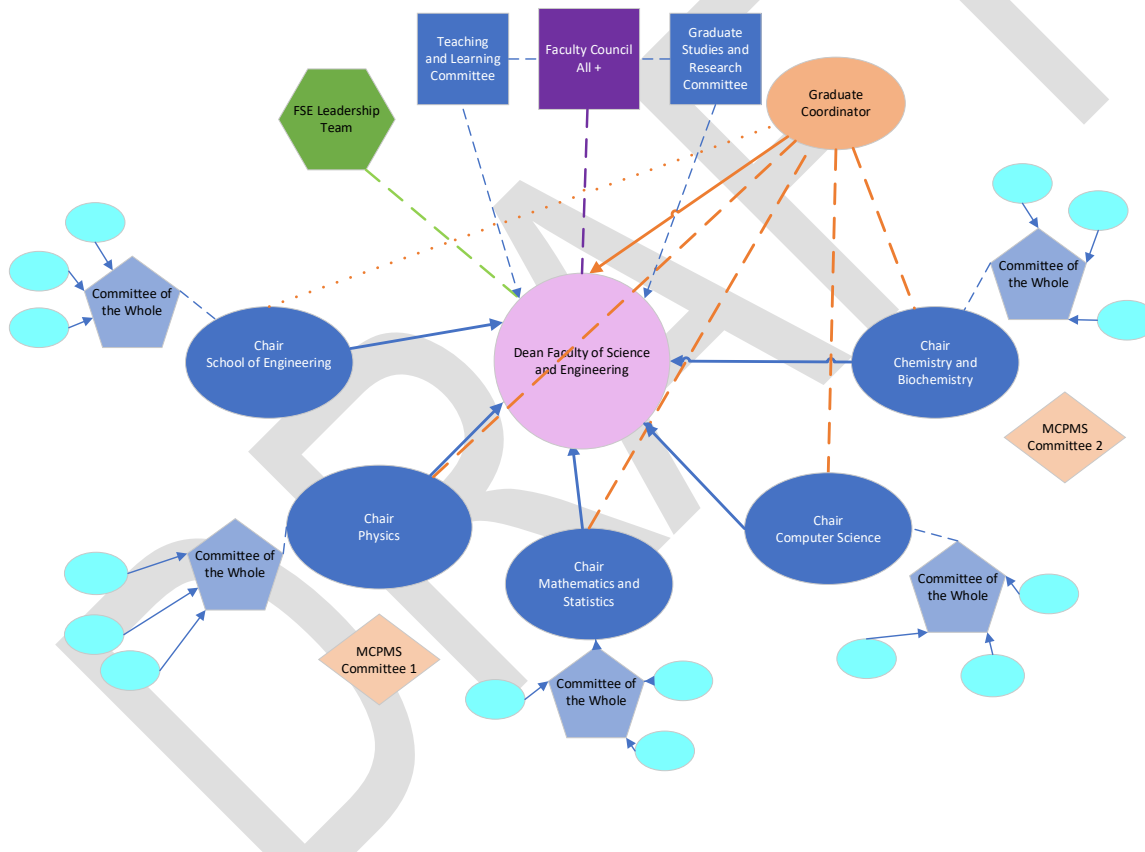 Teaching
and Learning
Committee
Faculty Council
All +
Graduate
Studies and
Research
Committee
Graduate
Coordinator
FSE Leadership
Team
Committee of
the Whole
Committee of
the Whole
Chair
School of Engineering
Dean Faculty of Science
and Engineering
Chair
Chemistry and
Biochemistry
MCPMS
Committee 2
Chair
Physics
Chair
Computer Science
Committee of
the Whole
Chair
Mathematics and
Statistics
Committee of
the Whole
MCPMS
Committee 1
Committee of
the Whole
DRAFT